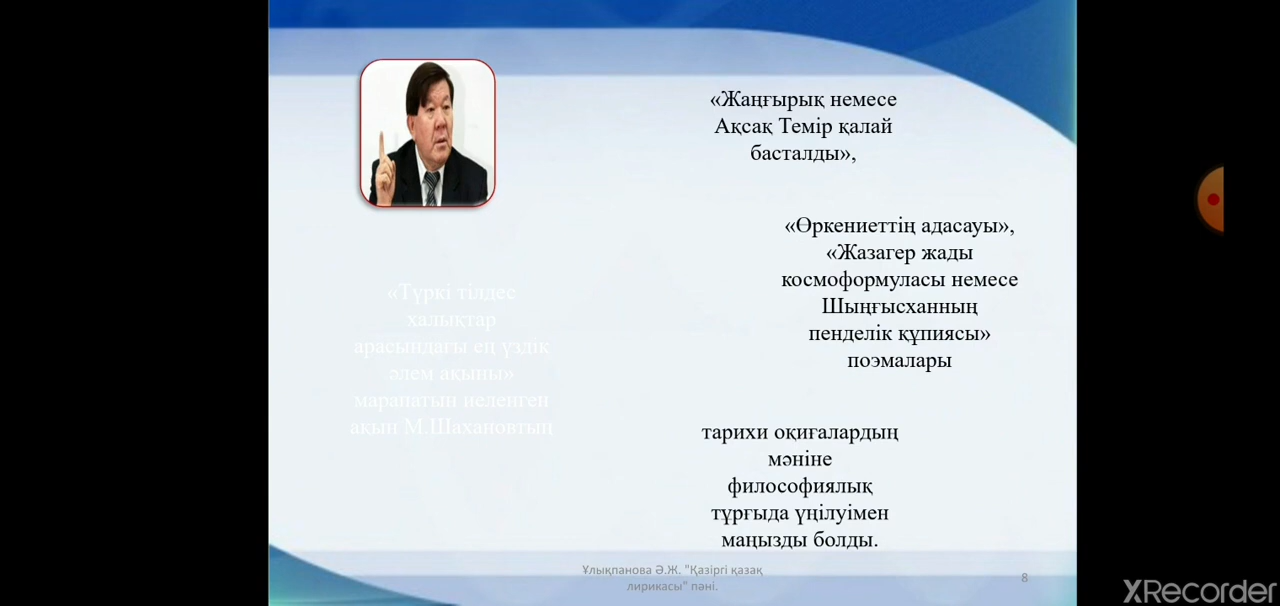 «Түркі тілдес
халықтар
арасындағы ең үздік
әлем ақыны»
марапатын иеленген
ақын М.Шахановтың
«Жаңғырық немесе
Ақсақ Темір қалай
басталды»,
«Өркениеттің адасауы»,
«Жазагер жады
космоформуласы немесе
Шыңғысханның
пенделік құпиясы»
поэмалары
тарихи оқиғалардың
мәніне
философиялық
тұрғыда үңілуімен
маңызды болды.
Ұлықпанова Ә.Ж. "Қазіргі қазақ
лирикасы" пәні.
8
XRecorder